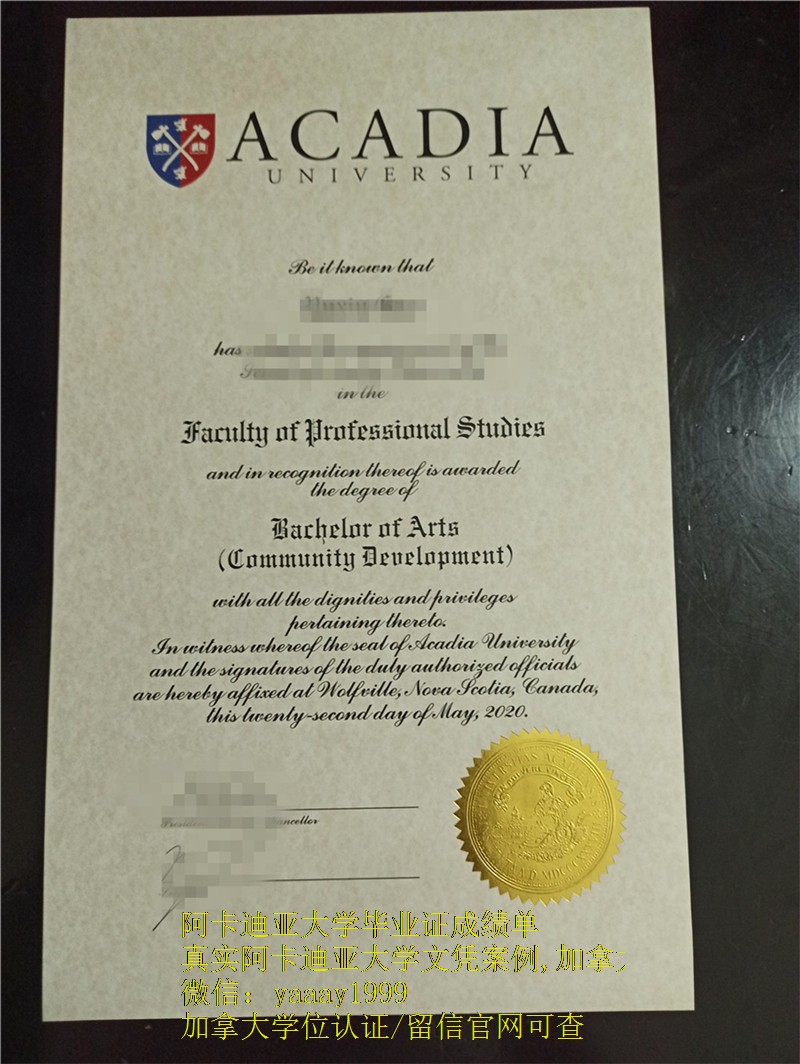 ACADIA
UNIVERSITY
Be it known that
has
in the
Faculty of Professional Studies
and in recognition thereof is awarded
the degree of
Bachelor of Arts
(Community Development)
with all the dignities and privileges
pertaining thereto.
In witness whereof the seal of Acadia University
and the signatures of the duly authorized officials
are hereby affixed at Wolfville, Nova Scotia, Canada,
this twenty-second day of May, 2020.
阿卡迪亚大学毕业证成绩单
真实阿卡迪亚大学文凭案例,加拿
微信：yaaay1999
加拿大学位认证/留信官网可查